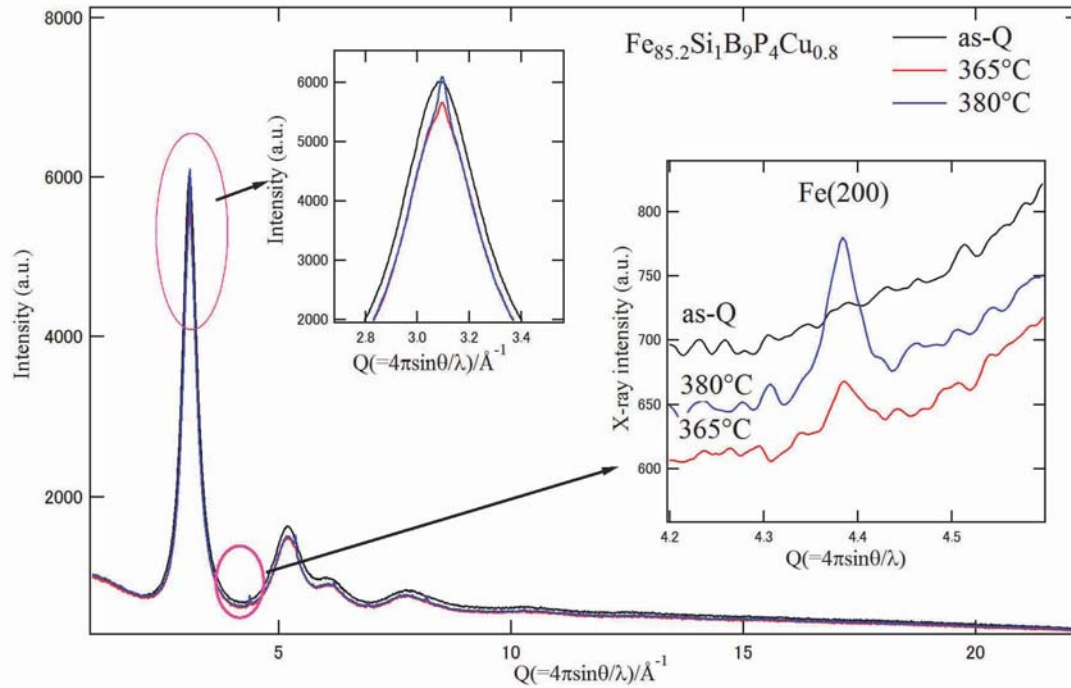 8000
6000
4000
2000
Intensity (a.u.)
5
10
15
20
Q(=4πsinθ/λ)/Å⁻¹
Fe₈₅.₂Si₁B₉P₄Cu₀.₈
as-Q
365°C
380°C
6000
5000
4000
3000
2000
Intensity (a.u.)
2.8
3.0
3.2
3.4
Q(=4πsinθ/λ)/Å⁻¹
Fe(200)
800
750
700
650
600
X-ray intensity (a.u.)
as-Q
380°C
365°C
4.2
4.3
4.4
4.5
Q(=4πsinθ/λ)